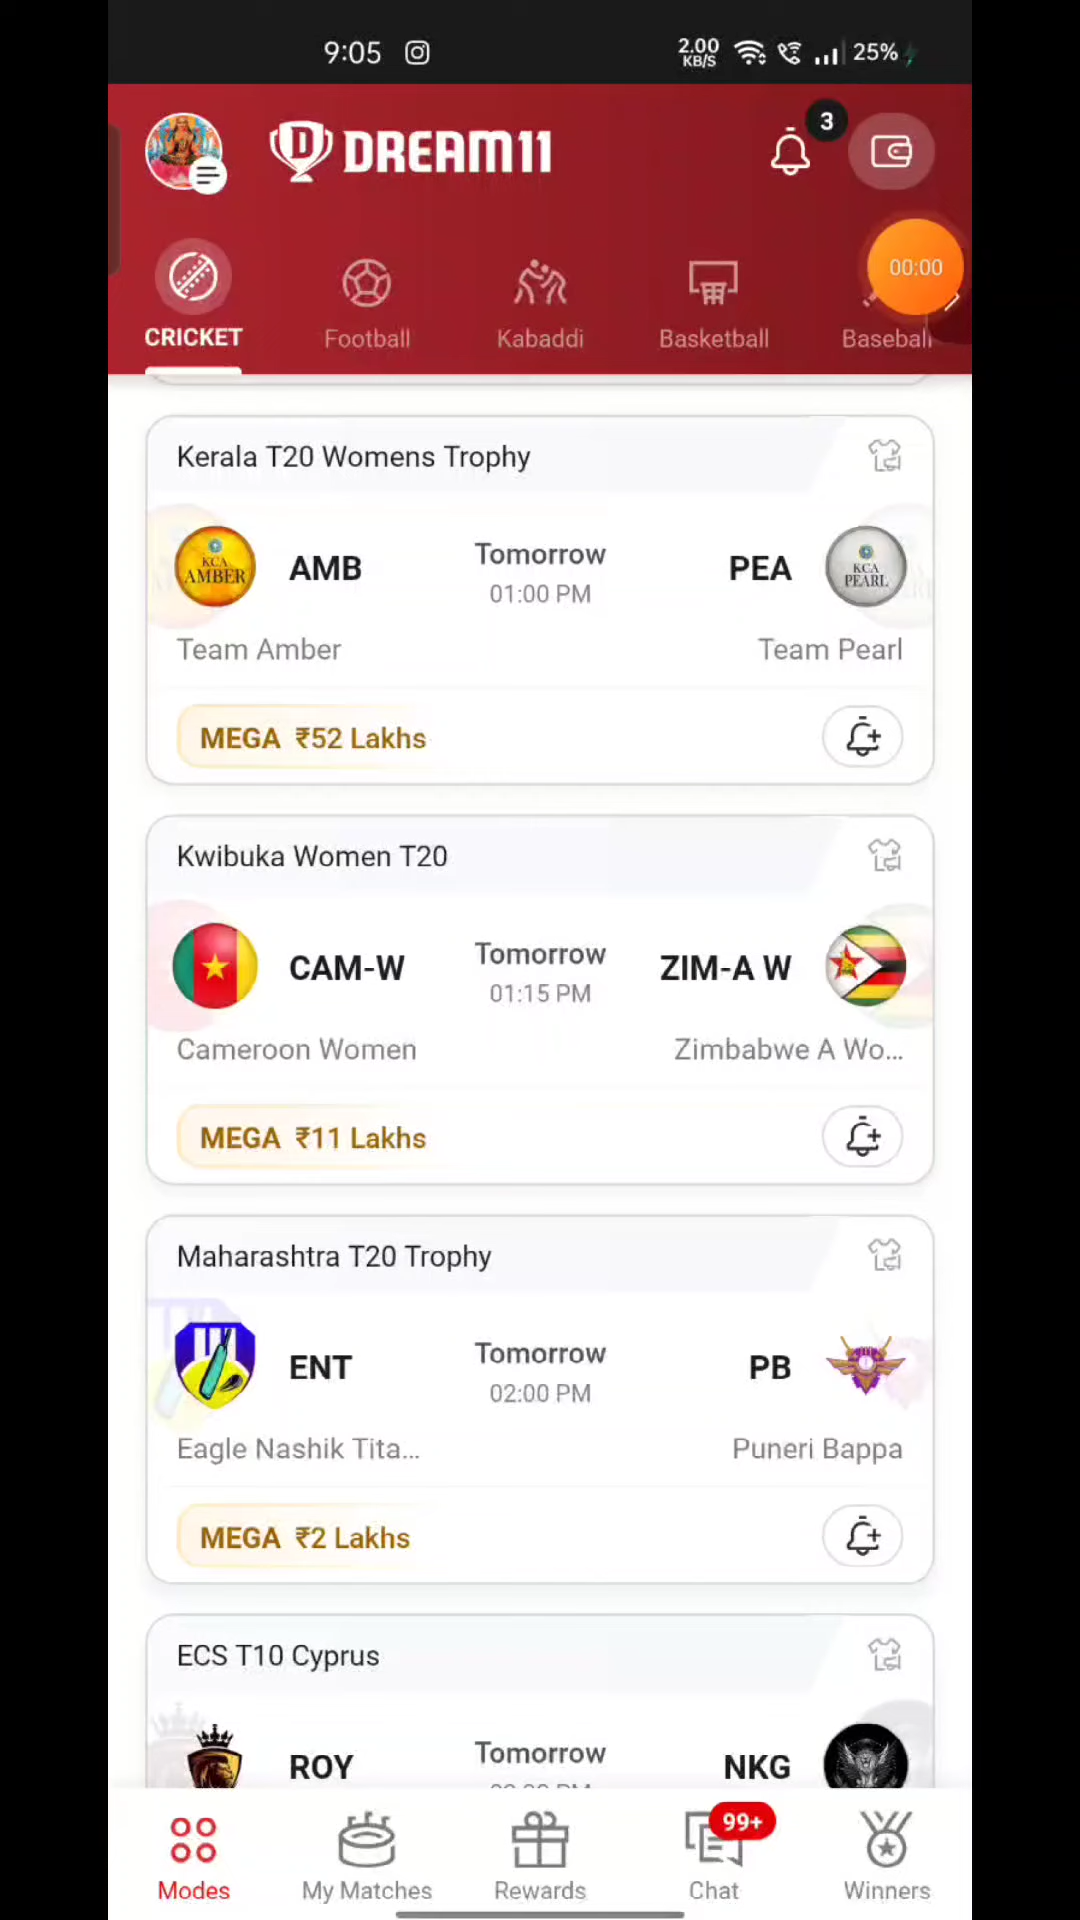 9:05 2.00 KB/S 25%
DREAM11 3
00:00
CRICKET Football Kabaddi Basketball Baseball
Kerala T20 Womens Trophy
KCA AMBER AMB Tomorrow PEA KCA PEARL
01:00 PM
Team Amber Team Pearl
MEGA ₹52 Lakhs
Kwibuka Women T20
CAM-W Tomorrow ZIM-A W
01:15 PM
Cameroon Women Zimbabwe A Wo...
MEGA ₹11 Lakhs
Maharashtra T20 Trophy
ENT Tomorrow PB
02:00 PM
Eagle Nashik Tita... Puneri Bappa
MEGA ₹2 Lakhs
ECS T10 Cyprus
ROY Tomorrow NKG
99+
Modes My Matches Rewards Chat Winners